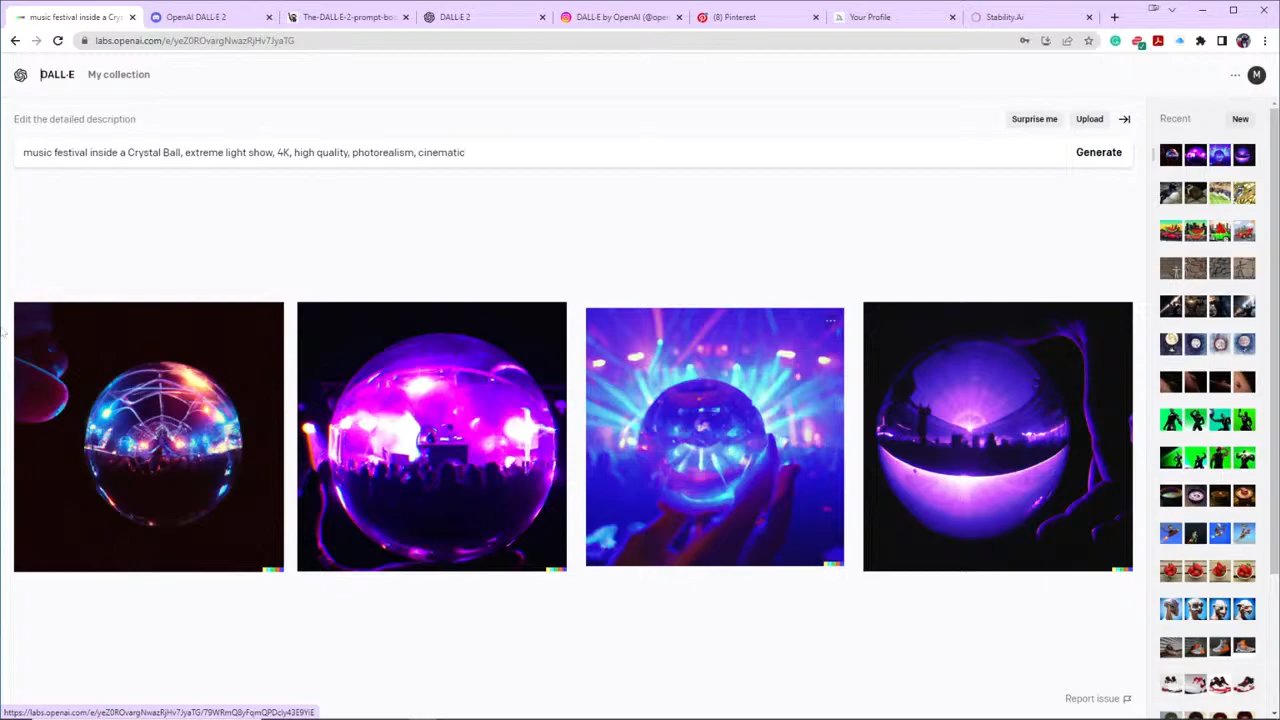 music festival inside a Cry
OpenAI DALL·E 2
The-DALL-E-2-prompt-boo
DALL·E 2
DALL·E by OpenAI (@open
(8) Pinterest
Your Profile
Stability.Ai
labs.openai.com/e/yeZ0ROvargNwazRjHv7JyaTG
DALL·E My collection
M
Edit the detailed description
Surprise me
Upload
Recent
New
music festival inside a Crystal Ball, extreme light show, 4K, high quality, photorealism, cinematic
Generate
Report issue